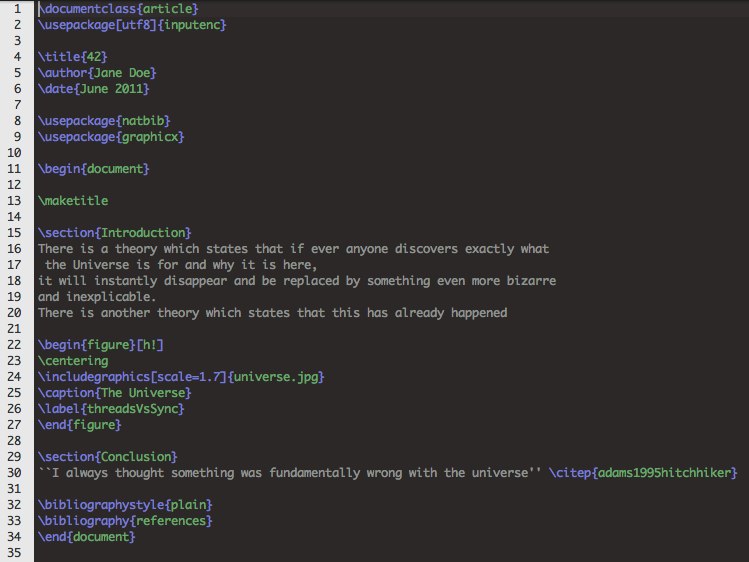 1 \documentclass{article}
2 \usepackage[utf8]{inputenc}
3
4 \title{42}
5 \author{Jane Doe}
6 \date{June 2011}
7
8 \usepackage{natbib}
9 \usepackage{graphicx}
10
11 \begin{document}
12
13 \maketitle
14
15 \section{Introduction}
16 There is a theory which states that if ever anyone discovers exactly what
17  the Universe is for and why it is here,
18 it will instantly disappear and be replaced by something even more bizarre
19 and inexplicable.
20 There is another theory which states that this has already happened
21
22 \begin{figure}[h!]
23 \centering
24 \includegraphics[scale=1.7]{universe.jpg}
25 \caption{The Universe}
26 \label{threadsVsSync}
27 \end{figure}
28
29 \section{Conclusion}
30 ``I always thought something was fundamentally wrong with the universe'' \citep{adams1995hitchhiker}
31
32 \bibliographystyle{plain}
33 \bibliography{references}
34 \end{document}
35